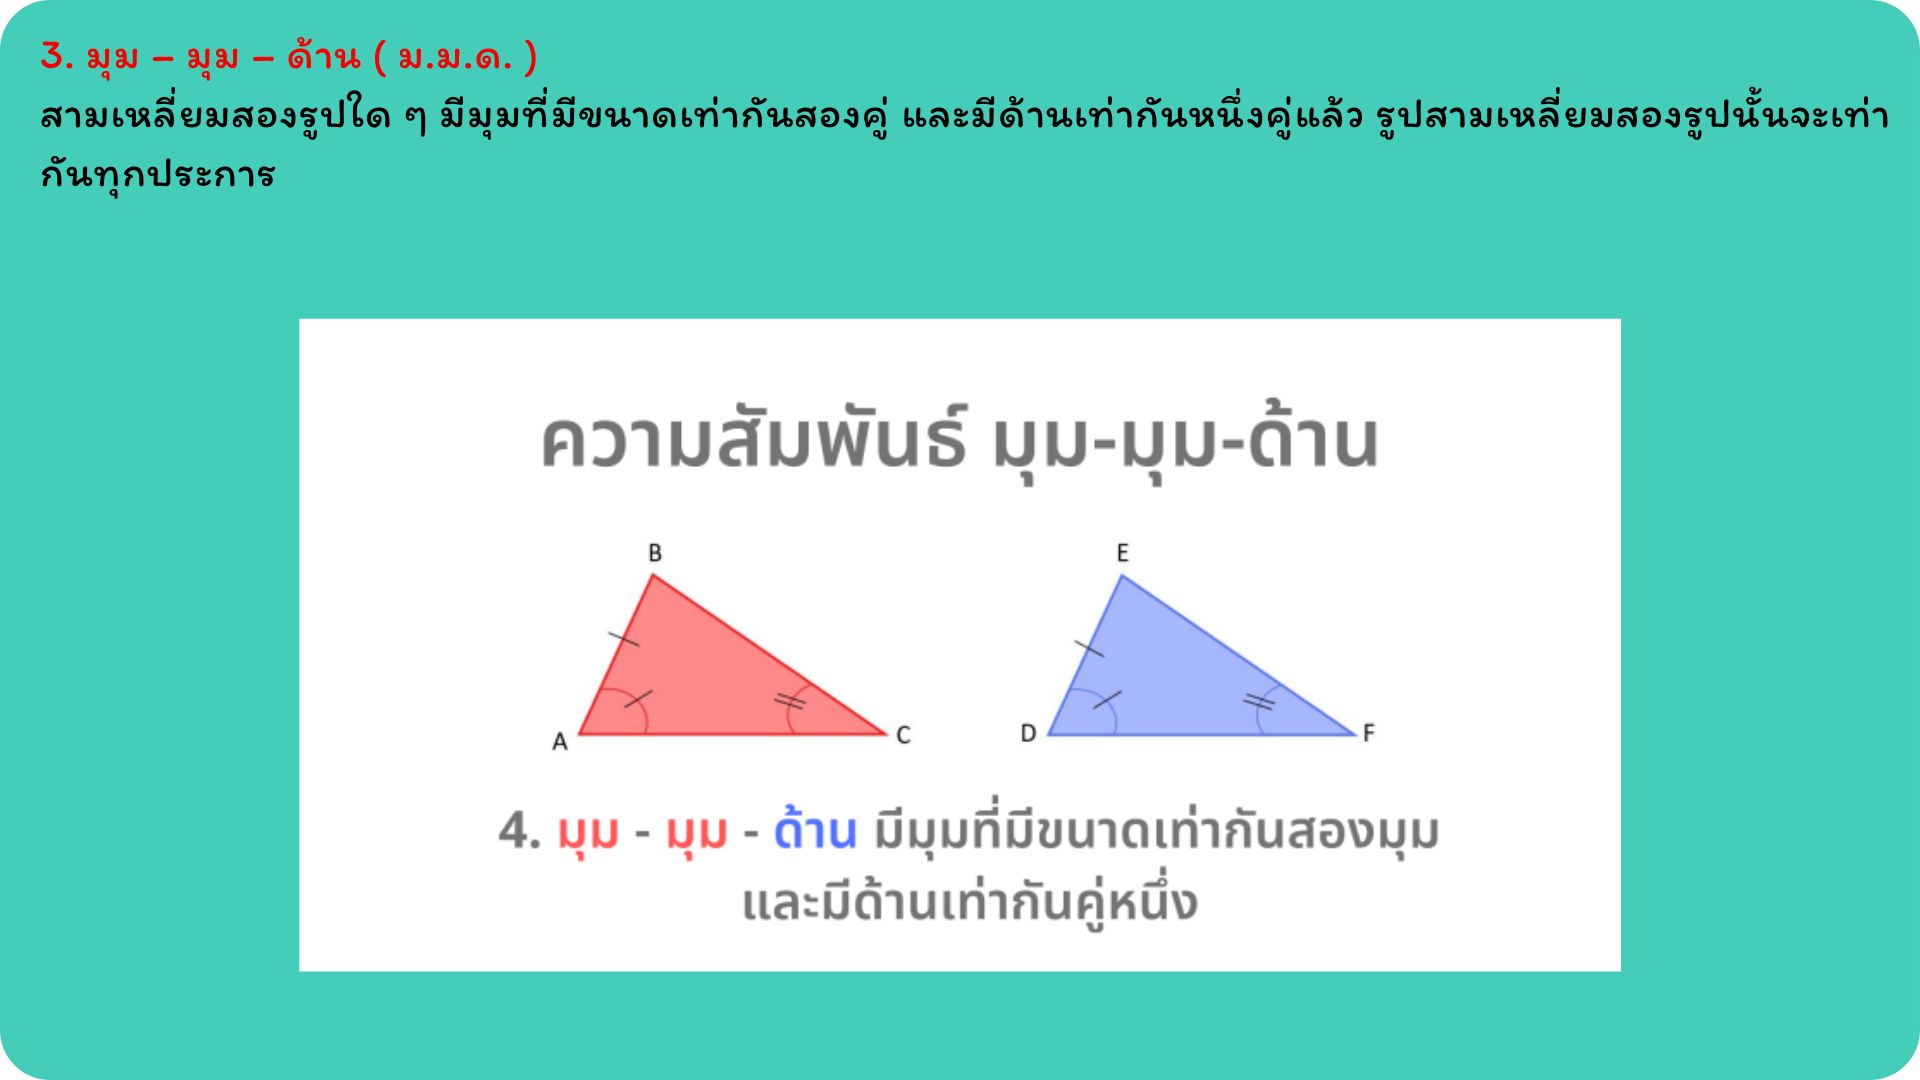 3. มุม – มุม – ด้าน ( ม.ม.ด. )
สามเหลี่ยมสองรูปใด ๆ มีมุมที่มีขนาดเท่ากันสองคู่ และมีด้านเท่ากันหนึ่งคู่แล้ว รูปสามเหลี่ยมสองรูปนั้นจะเท่า
กันทุกประการ
ความสัมพันธ์ มุม-มุม-ด้าน
B
E
A
C
D
F
4. มุม - มุม - ด้าน มีมุมที่มีขนาดเท่ากันสองมุม
และมีด้านเท่ากันคู่หนึ่ง